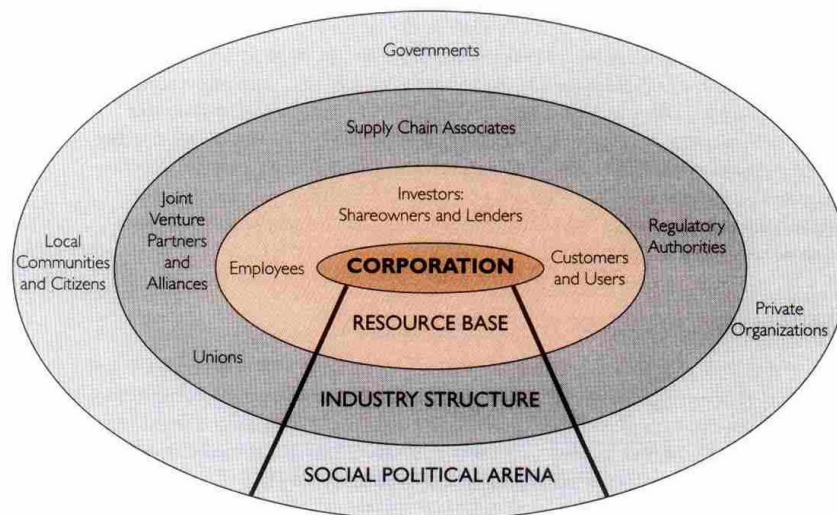 Governments
Supply Chain Associates
Investors:
Shareowners and Lenders
Joint
Venture
Partners
and
Alliances
Regulatory
Authorities
Local
Communities
and Citizens
Employees
CORPORATION
Customers
and Users
Private
Organizations
RESOURCE BASE
Unions
INDUSTRY STRUCTURE
SOCIAL POLITICAL ARENA